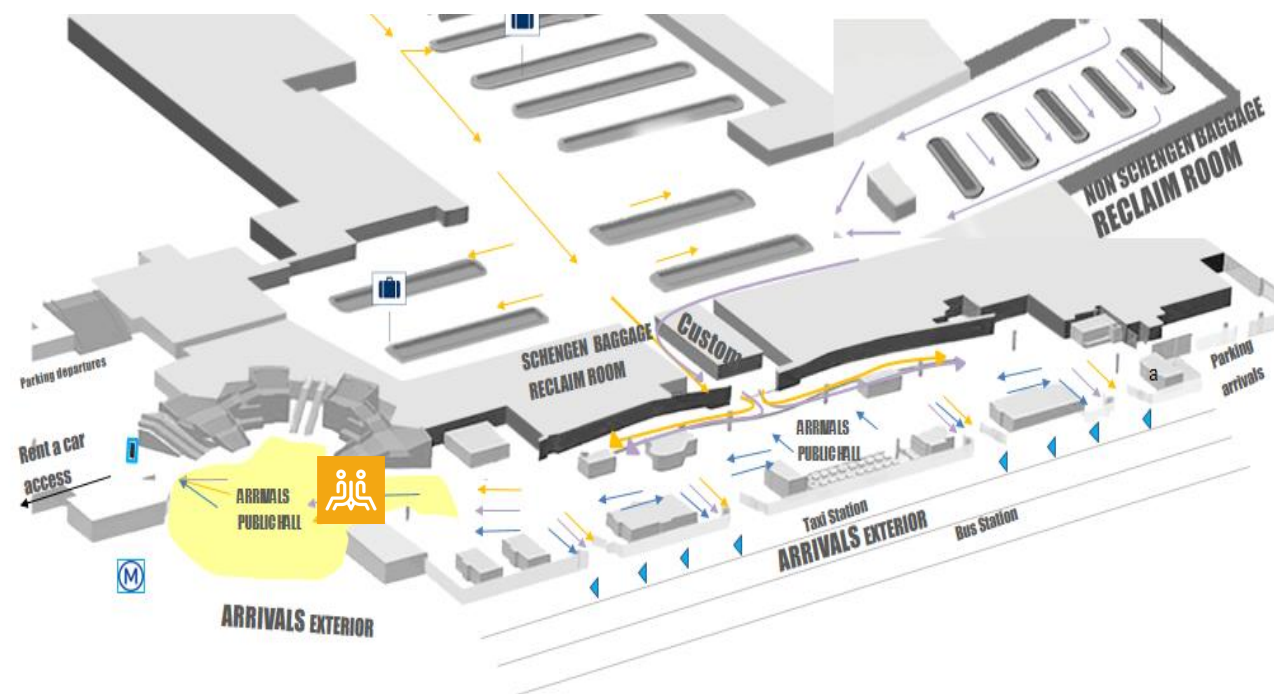 NON SCHENGEN BAGGAGE
RECLAIM ROOM
SCHENGEN BAGGAGE
RECLAIM ROOM
Custom
Parking departures
a
Parking
arrivals
Rent a car
access
ARRIVALS
PUBLIC HALL
ARRIVALS
PUBLIC HALL
Taxi Station
ARRIVALS EXTERIOR
Bus Station
M
ARRIVALS EXTERIOR